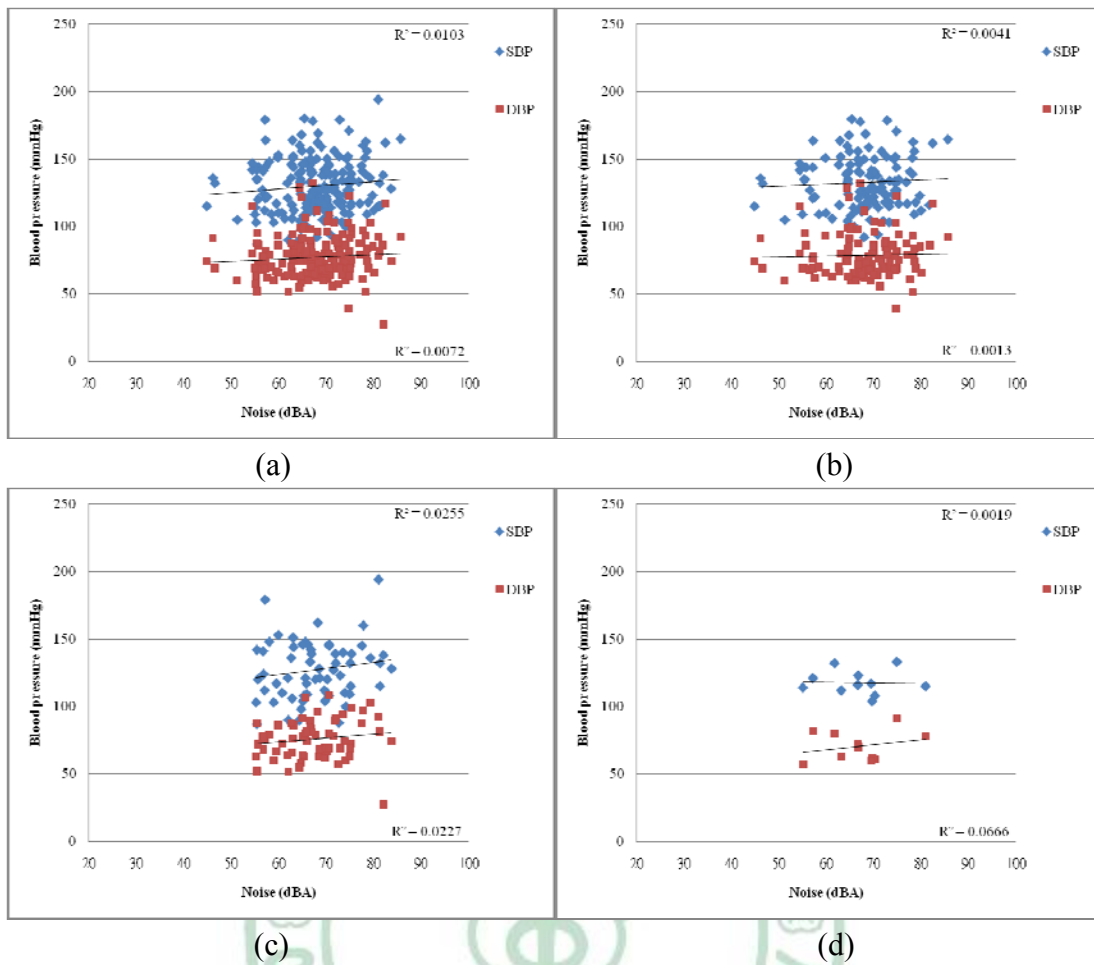 250
R² = 0.0103
SBP
200
DBP
150
100
50
R² = 0.0072
0
20 30 40 50 60 70 80 90 100
Blood pressure (mmHg)
Noise (dBA)
(a)
250
R² = 0.0041
SBP
200
DBP
150
100
50
R² = 0.0013
0
20 30 40 50 60 70 80 90 100
Blood pressure (mmHg)
Noise (dBA)
(b)
250
R² = 0.0255
SBP
200
DBP
150
100
50
R² = 0.0227
0
20 30 40 50 60 70 80 90 100
Blood pressure (mmHg)
Noise (dBA)
(c)
250
R² = 0.0019
SBP
200
DBP
150
100
50
R² = 0.0666
0
20 30 40 50 60 70 80 90 100
Blood pressure (mmHg)
Noise (dBA)
(d)